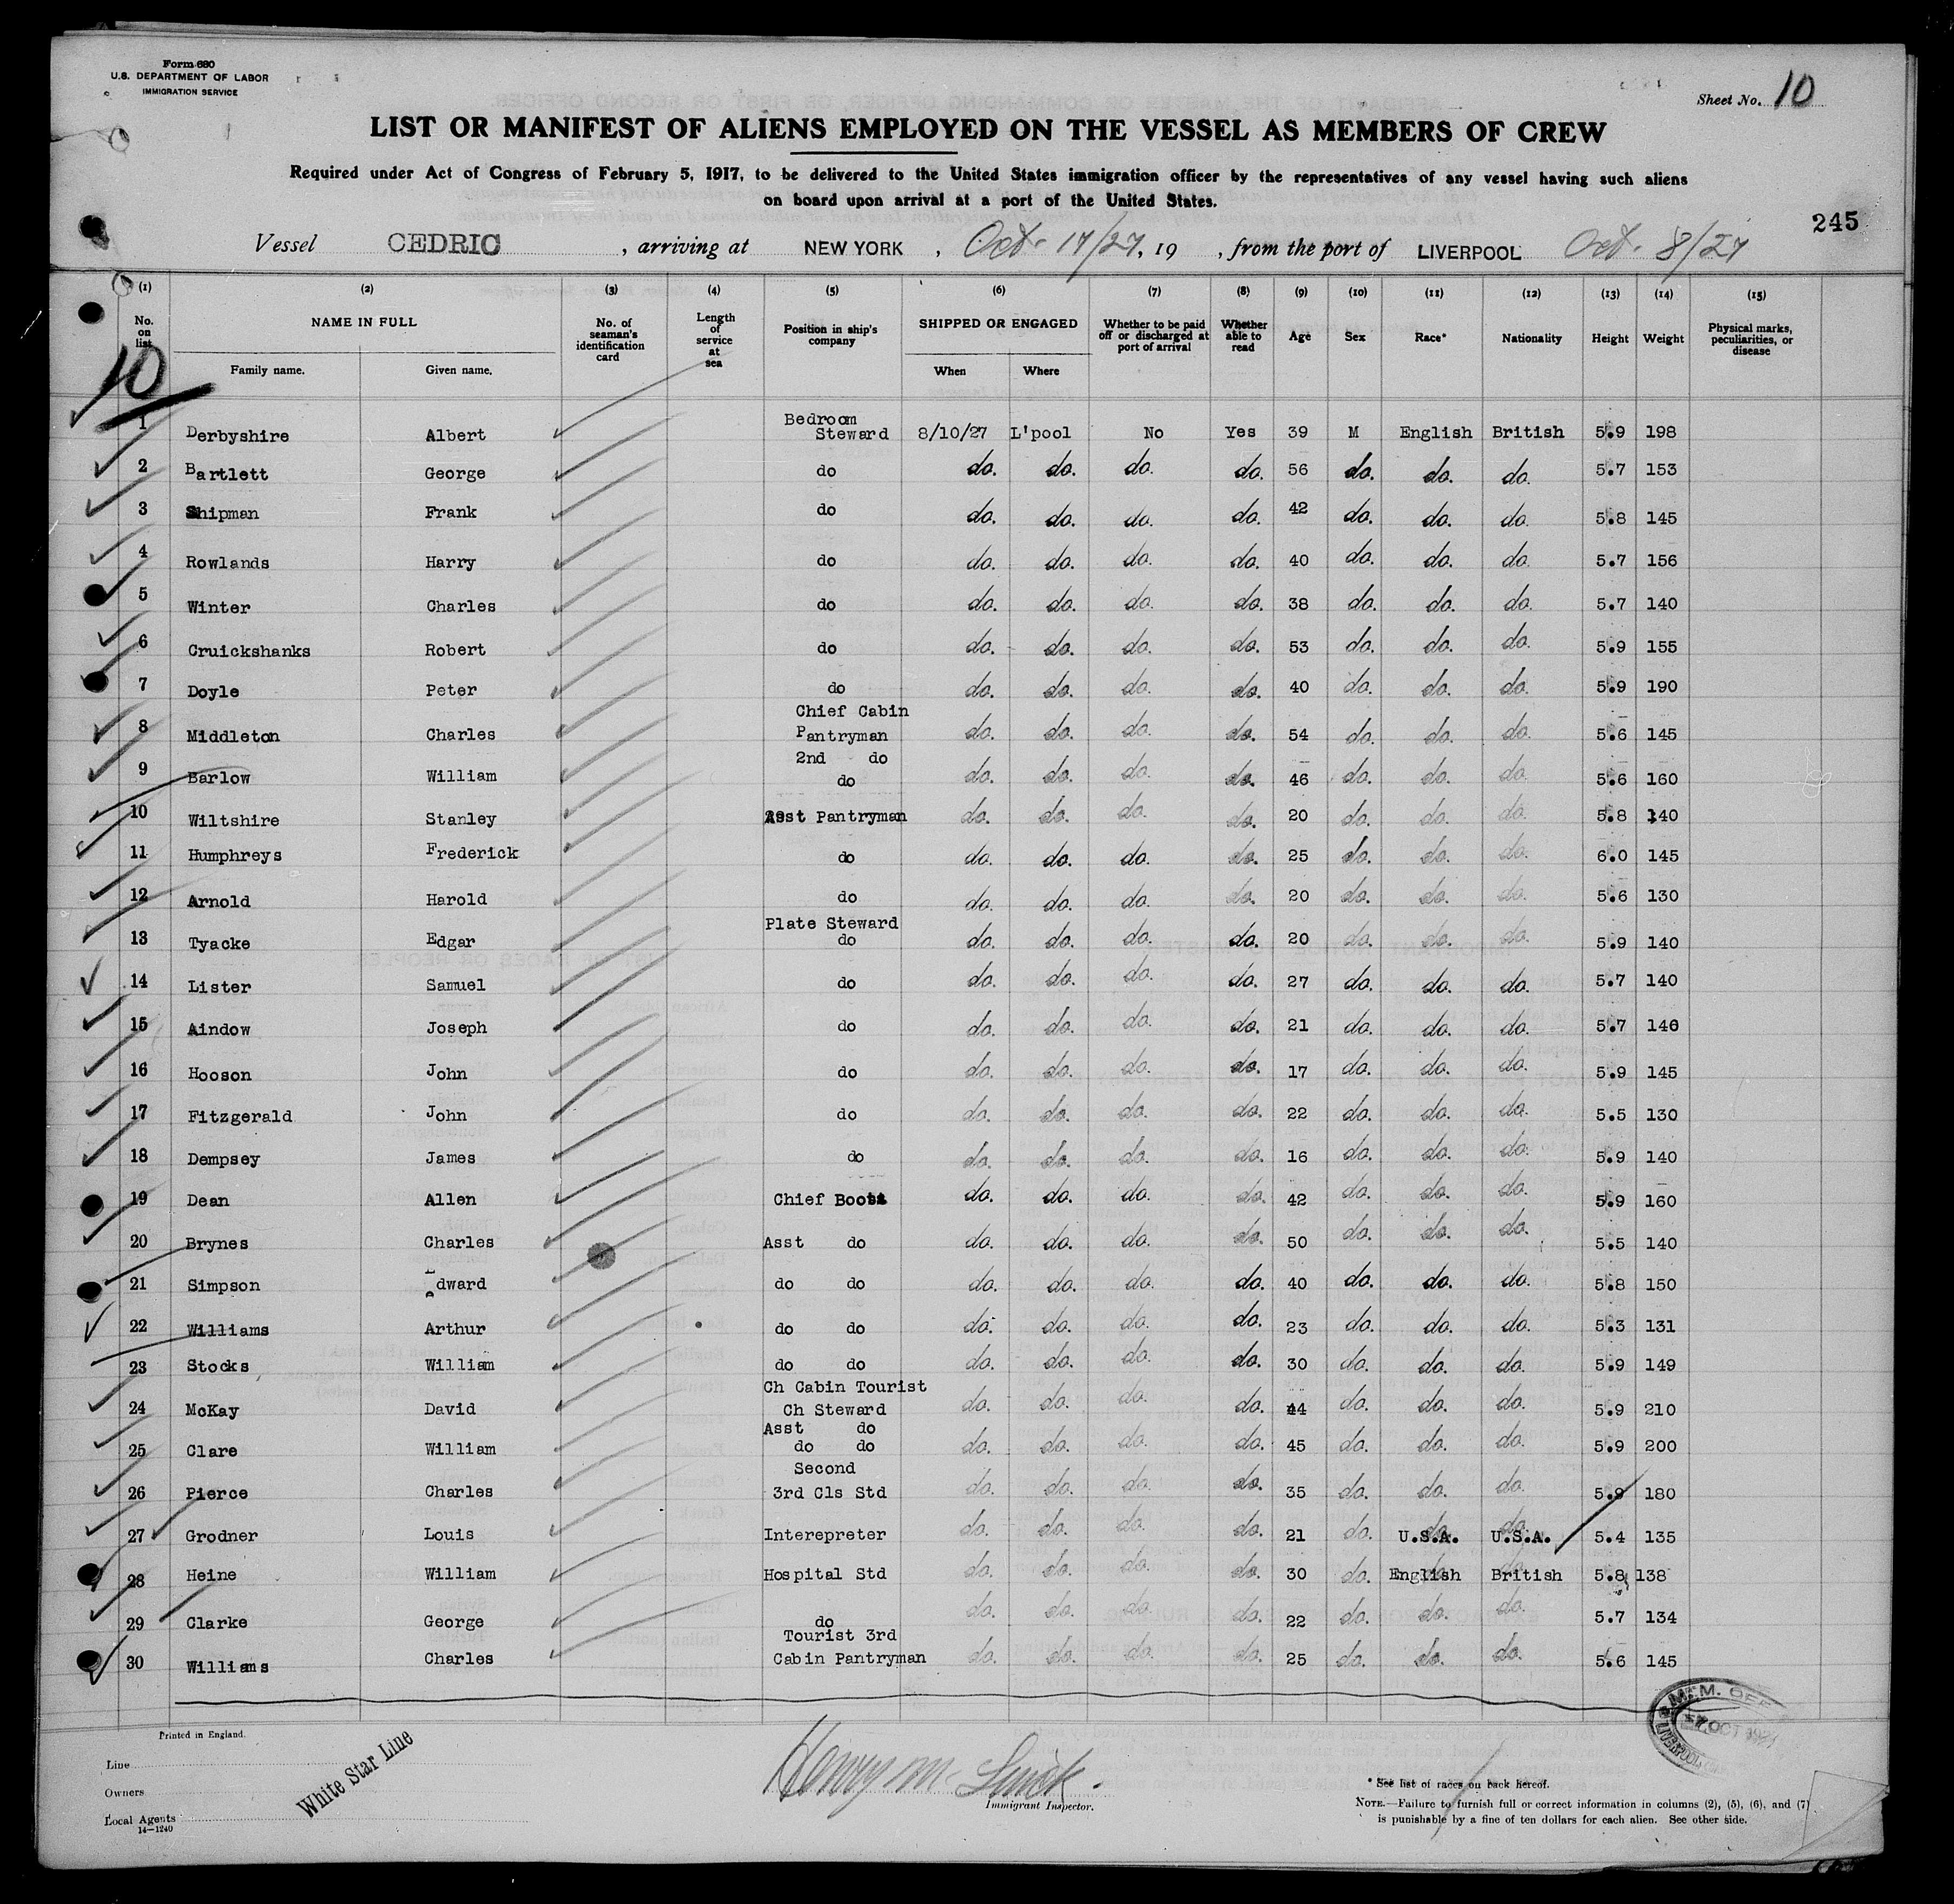 Form 680
U.S. DEPARTMENT OF LABOR
IMMIGRATION SERVICE
Sheet No. 10
LIST OR MANIFEST OF ALIENS EMPLOYED ON THE VESSEL AS MEMBERS OF CREW
Required under Act of Congress of February 5, 1917, to be delivered to the United States immigration officer by the representatives of any vessel having such aliens
on board upon arrival at a port of the United States.
245
Vessel CEDRIC, arriving at NEW YORK, Oct. 17/27, 19 , from the port of LIVERPOOL Oct. 8/27
(1) (2) (3) (4) (5) (6) (7) (8) (9) (10) (11) (12) (13) (14) (15)
No. on list NAME IN FULL No. of seaman's identification card Length of service at sea Position in ship's company SHIPPED OR ENGAGED Whether to be paid off or discharged at port of arrival Whether able to read Age Sex Race* Nationality Height Weight Physical marks, peculiarities, or disease
Family name. Given name. When Where
10
1 Derbyshire Albert Bedroom Steward 8/10/27 L'pool No Yes 39 M English British 5.9 198
2 Bartlett George do do. do. do. do. 56 do. do. do. 5.7 153
3 Shipman Frank do do. do. do. do. 42 do. do. do. 5.8 145
4 Rowlands Harry do do. do. do. do. 40 do. do. do. 5.7 156
5 Winter Charles do do. do. do. do. 38 do. do. do. 5.7 140
6 Cruickshanks Robert do do. do. do. do. 53 do. do. do. 5.9 155
7 Doyle Peter do do. do. do. do. 40 do. do. do. 5.9 190
8 Middleton Charles Chief Cabin Pantryman do. do. do. do. 54 do. do. do. 5.6 145
9 Barlow William 2nd do do do. do. do. do. 46 do. do. do. 5.6 160
10 Wiltshire Stanley Asst Pantryman do. do. do. do. 20 do. do. do. 5.8 140
11 Humphreys Frederick do do. do. do. do. 25 do. do. do. 6.0 145
12 Arnold Harold do do. do. do. do. 20 do. do. do. 5.6 130
13 Tyacke Edgar Plate Steward do do. do. do. do. 20 do. do. do. 5.9 140
14 Lister Samuel do do. do. do. do. 27 do. do. do. 5.7 140
15 Aindow Joseph do do. do. do. do. 21 do. do. do. 5.7 140
16 Hooson John do do. do. do. do. 17 do. do. do. 5.9 145
17 Fitzgerald John do do. do. do. do. 22 do. do. do. 5.5 130
18 Dempsey James do do. do. do. do. 16 do. do. do. 5.9 140
19 Dean Allen Chief Boots do. do. do. do. 42 do. do. do. 5.9 160
20 Brynes Charles Asst do do. do. do. do. 50 do. do. do. 5.5 140
21 Simpson Edward do do do. do. do. do. 40 do. do. do. 5.8 150
22 Williams Arthur do do do. do. do. do. 23 do. do. do. 5.3 131
23 Stocks William do do do. do. do. do. 30 do. do. do. 5.9 149
24 McKay David Ch Cabin Tourist Ch Steward do. do. do. do. 44 do. do. do. 5.9 210
25 Clare William Asst do do do do. do. do. do. 45 do. do. do. 5.9 200
26 Pierce Charles Second 3rd Cls Std do. do. do. do. 35 do. do. do. 5.9 180
27 Grodner Louis Interepreter do. do. do. do. 21 do. U.S.A. U.S.A. 5.4 135
28 Heine William Hospital Std do. do. do. do. 30 do. English British 5.8 138
29 Clarke George do do. do. do. do. 22 do. do. do. 5.7 134
30 Williams Charles Tourist 3rd Cabin Pantryman do. do. do. do. 25 do. do. do. 5.6 145
Printed in England.
Line
Owners
Local Agents
14—1240
White Star Line
Immigrant Inspector.
M.M. OFF
OCT
LIVERPOOL
* See list of races on back hereof.
NOTE.—Failure to furnish full or correct information in columns (2), (5), (6), and (7)
is punishable by a fine of ten dollars for each alien. See other side.